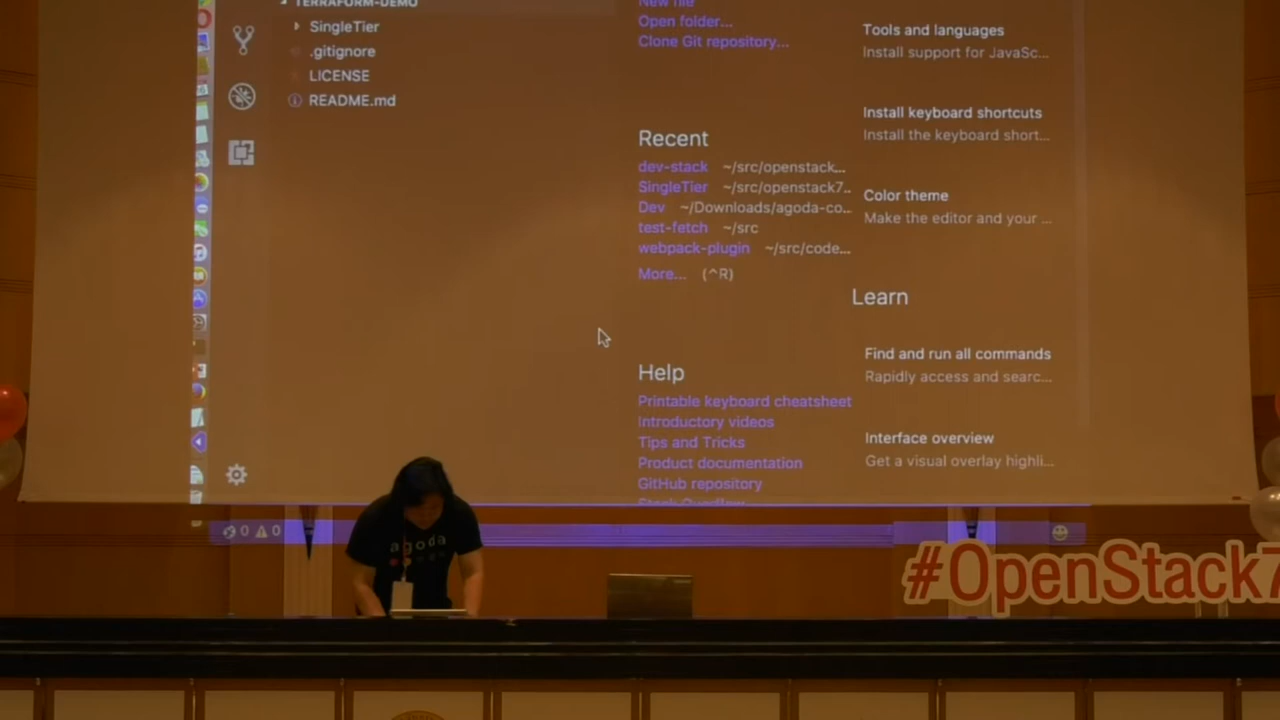 TERRAFORM-DEMO
SingleTier
.gitignore
LICENSE
README.md
New file
Open folder...
Clone Git repository...
Recent
dev-stack ~/src/openstack...
SingleTier ~/src/openstack7..
Dev ~/Downloads/agoda-co...
test-fetch ~/src
webpack-plugin ~/src/code...
More... (^R)
Help
Printable keyboard cheatsheet
Introductory videos
Tips and Tricks
Product documentation
GitHub repository
Stack Overflow
Tools and languages
Install support for JavaSc...
Install keyboard shortcuts
Install the keyboard short...
Color theme
Make the editor and your ...
Learn
Find and run all commands
Rapidly access and searc...
Interface overview
Get a visual overlay highli...
0 0
agoda
#OpenStack7